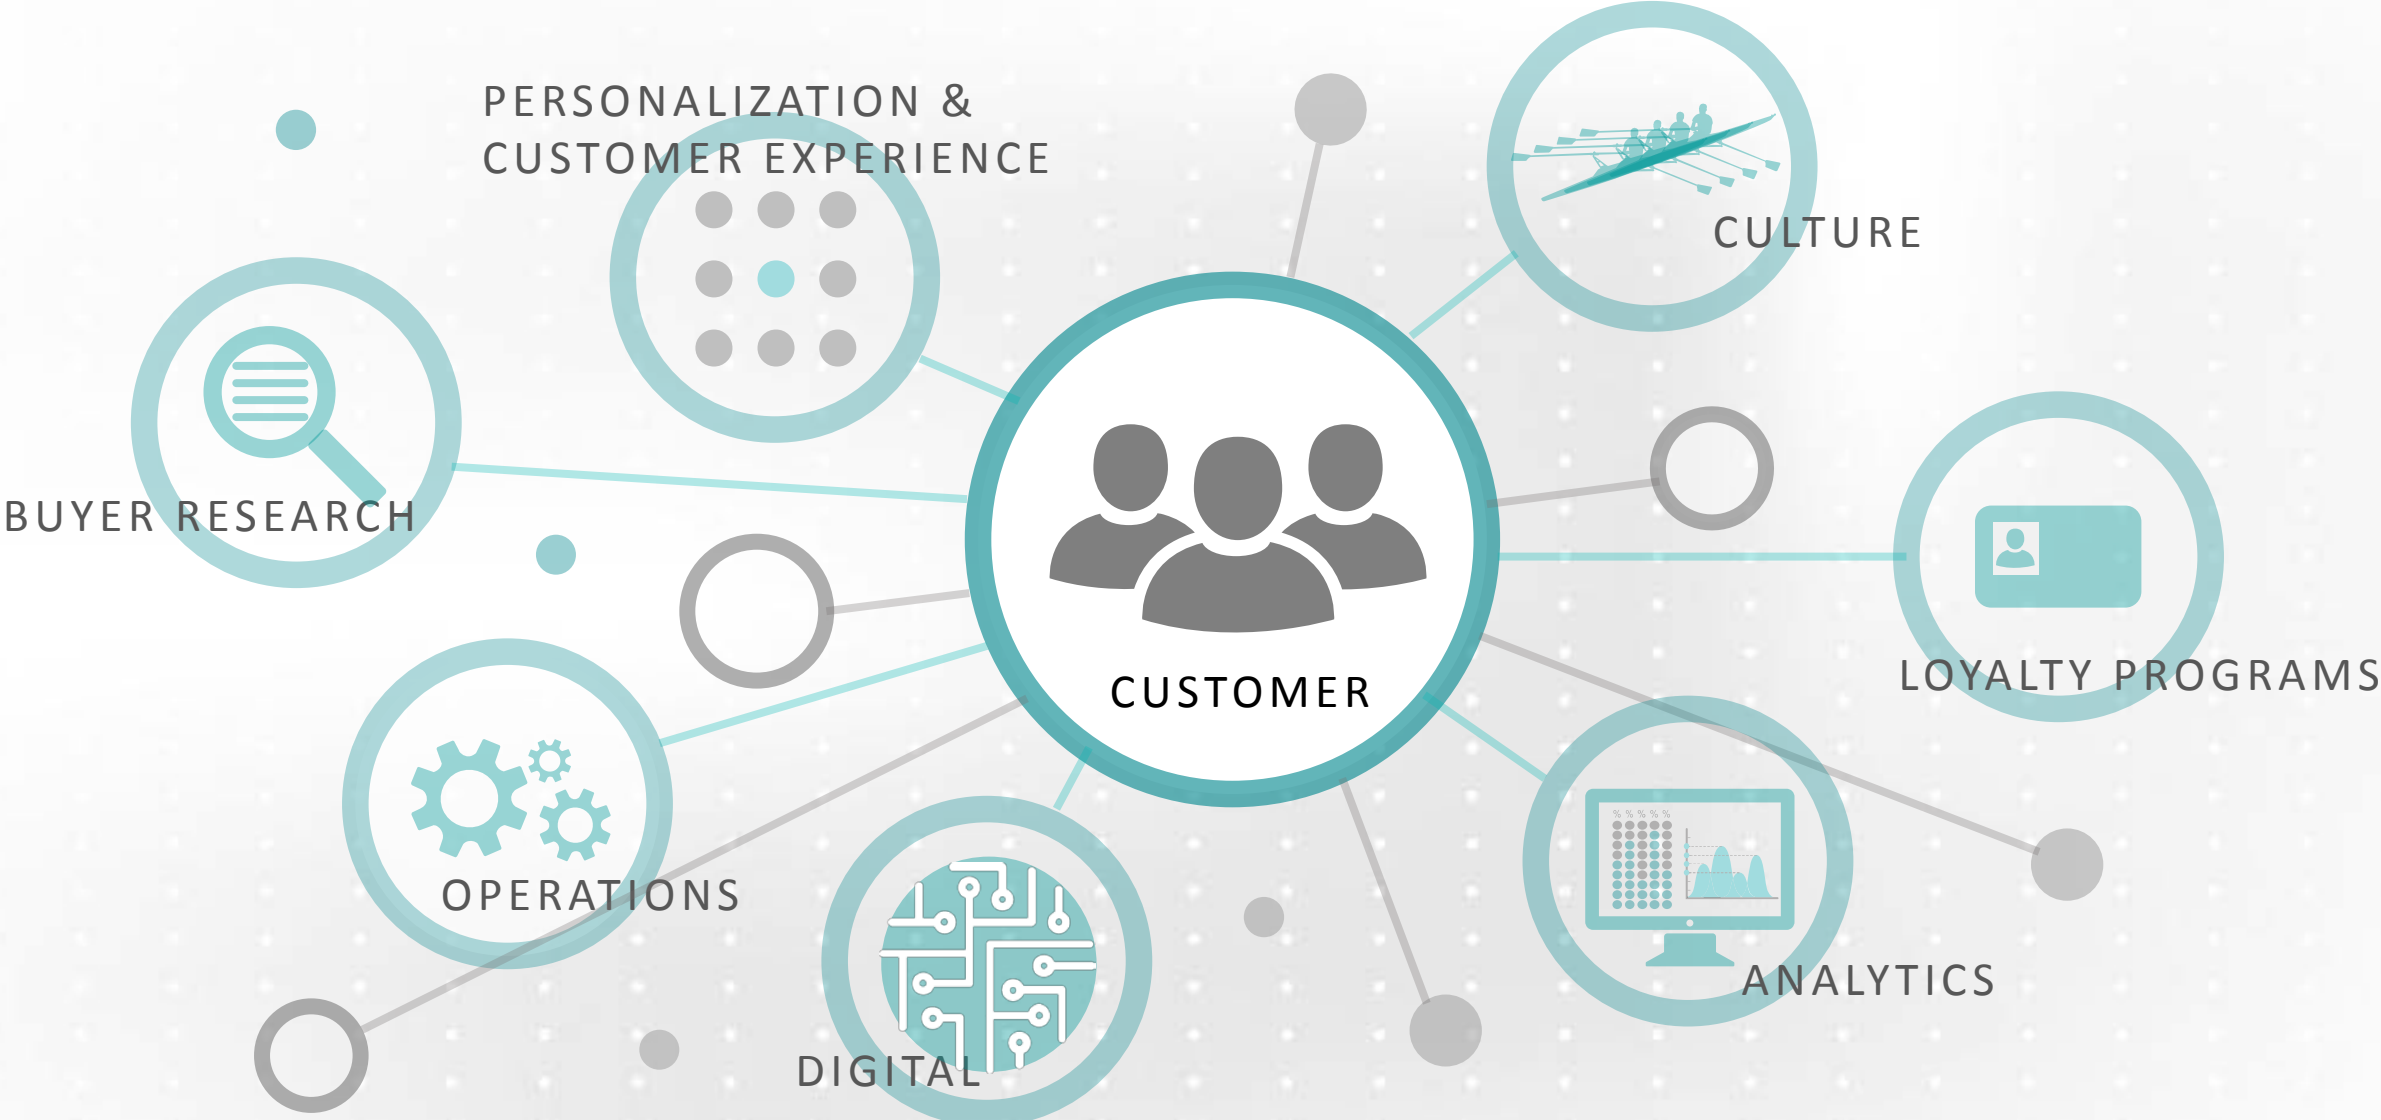 PERSONALIZATION &
CUSTOMER EXPERIENCE
CULTURE
BUYER RESEARCH
CUSTOMER
LOYALTY PROGRAMS
% % % % %
OPERATIONS
ANALYTICS
DIGITAL